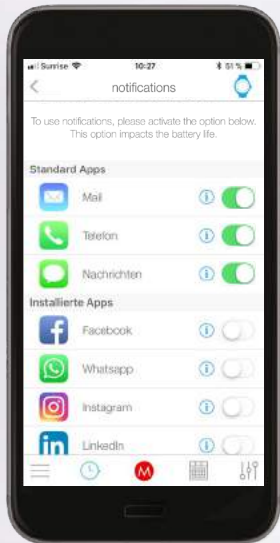 Sunrise 10:27 51 %
notifications
To use notifications, please activate the option below.
This option impacts the battery life.
Standard Apps
Mail
Telefon
Nachrichten
Installierte Apps
Facebook
Whatsapp
Instagram
LinkedIn
M